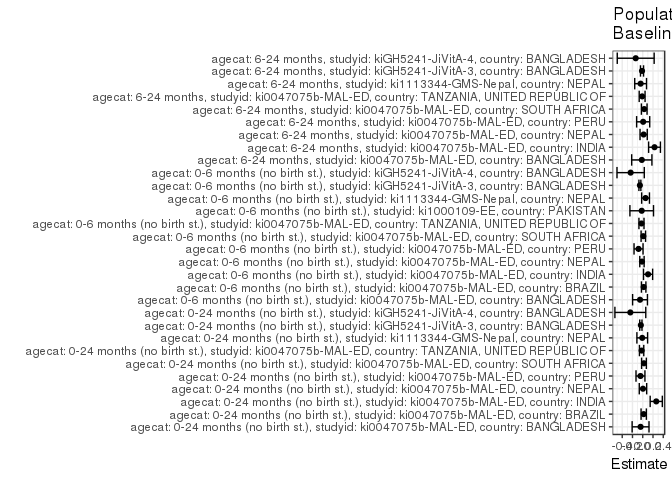 Populat
Baselin
agecat: 6-24 months, studyid: kiGH5241-JiVitA-4, country: BANGLADESH
agecat: 6-24 months, studyid: kiGH5241-JiVitA-3, country: BANGLADESH
agecat: 6-24 months, studyid: ki1113344-GMS-Nepal, country: NEPAL
agecat: 6-24 months, studyid: ki0047075b-MAL-ED, country: TANZANIA, UNITED REPUBLIC OF
agecat: 6-24 months, studyid: ki0047075b-MAL-ED, country: SOUTH AFRICA
agecat: 6-24 months, studyid: ki0047075b-MAL-ED, country: PERU
agecat: 6-24 months, studyid: ki0047075b-MAL-ED, country: NEPAL
agecat: 6-24 months, studyid: ki0047075b-MAL-ED, country: INDIA
agecat: 6-24 months, studyid: ki0047075b-MAL-ED, country: BANGLADESH
agecat: 0-6 months (no birth st.), studyid: kiGH5241-JiVitA-4, country: BANGLADESH
agecat: 0-6 months (no birth st.), studyid: kiGH5241-JiVitA-3, country: BANGLADESH
agecat: 0-6 months (no birth st.), studyid: ki1113344-GMS-Nepal, country: NEPAL
agecat: 0-6 months (no birth st.), studyid: ki1000109-EE, country: PAKISTAN
agecat: 0-6 months (no birth st.), studyid: ki0047075b-MAL-ED, country: TANZANIA, UNITED REPUBLIC OF
agecat: 0-6 months (no birth st.), studyid: ki0047075b-MAL-ED, country: SOUTH AFRICA
agecat: 0-6 months (no birth st.), studyid: ki0047075b-MAL-ED, country: PERU
agecat: 0-6 months (no birth st.), studyid: ki0047075b-MAL-ED, country: NEPAL
agecat: 0-6 months (no birth st.), studyid: ki0047075b-MAL-ED, country: INDIA
agecat: 0-6 months (no birth st.), studyid: ki0047075b-MAL-ED, country: BRAZIL
agecat: 0-6 months (no birth st.), studyid: ki0047075b-MAL-ED, country: BANGLADESH
agecat: 0-24 months (no birth st.), studyid: kiGH5241-JiVitA-4, country: BANGLADESH
agecat: 0-24 months (no birth st.), studyid: kiGH5241-JiVitA-3, country: BANGLADESH
agecat: 0-24 months (no birth st.), studyid: ki1113344-GMS-Nepal, country: NEPAL
agecat: 0-24 months (no birth st.), studyid: ki0047075b-MAL-ED, country: TANZANIA, UNITED REPUBLIC OF
agecat: 0-24 months (no birth st.), studyid: ki0047075b-MAL-ED, country: SOUTH AFRICA
agecat: 0-24 months (no birth st.), studyid: ki0047075b-MAL-ED, country: PERU
agecat: 0-24 months (no birth st.), studyid: ki0047075b-MAL-ED, country: NEPAL
agecat: 0-24 months (no birth st.), studyid: ki0047075b-MAL-ED, country: INDIA
agecat: 0-24 months (no birth st.), studyid: ki0047075b-MAL-ED, country: BRAZIL
agecat: 0-24 months (no birth st.), studyid: ki0047075b-MAL-ED, country: BANGLADESH
Estimate